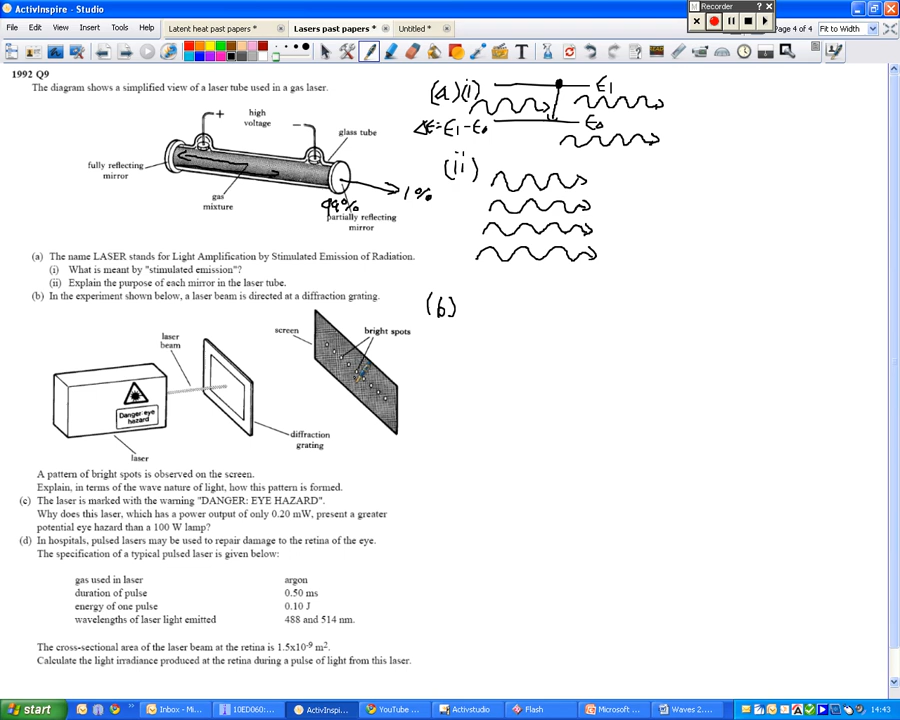 ActivInspire - Studio
Recorder
File Edit View Insert Tools Help
Latent heat past papers *
Lasers past papers *
Untitled *
Page 4 of 4
Fit to Width
1992 Q9
The diagram shows a simplified view of a laser tube used in a gas laser.
+
high voltage
−
glass tube
fully reflecting mirror
gas mixture
99%
partially reflecting mirror
1%
(a) The name LASER stands for Light Amplification by Stimulated Emission of Radiation.
(i) What is meant by "stimulated emission"?
(ii) Explain the purpose of each mirror in the laser tube.
(b) In the experiment shown below, a laser beam is directed at a diffraction grating.
laser beam
screen
bright spots
Danger: eye hazard
laser
diffraction grating
A pattern of bright spots is observed on the screen.
Explain, in terms of the wave nature of light, how this pattern is formed.
(c) The laser is marked with the warning "DANGER: EYE HAZARD".
Why does this laser, which has a power output of only 0.20 mW, present a greater
potential eye hazard than a 100 W lamp?
(d) In hospitals, pulsed lasers may be used to repair damage to the retina of the eye.
The specification of a typical pulsed laser is given below:
gas used in laser argon
duration of pulse 0.50 ms
energy of one pulse 0.10 J
wavelengths of laser light emitted 488 and 514 nm.
The cross-sectional area of the laser beam at the retina is 1.5x10⁻⁹ m².
Calculate the light irradiance produced at the retina during a pulse of light from this laser.
(a)(i)
E1
ΔE=E1-E0
E0
(ii)
(b)
start
Inbox - Mi...
10ED060:...
ActivInspi...
YouTube ...
Activstudio
Flash
Microsoft ...
Waves 2....
14:43